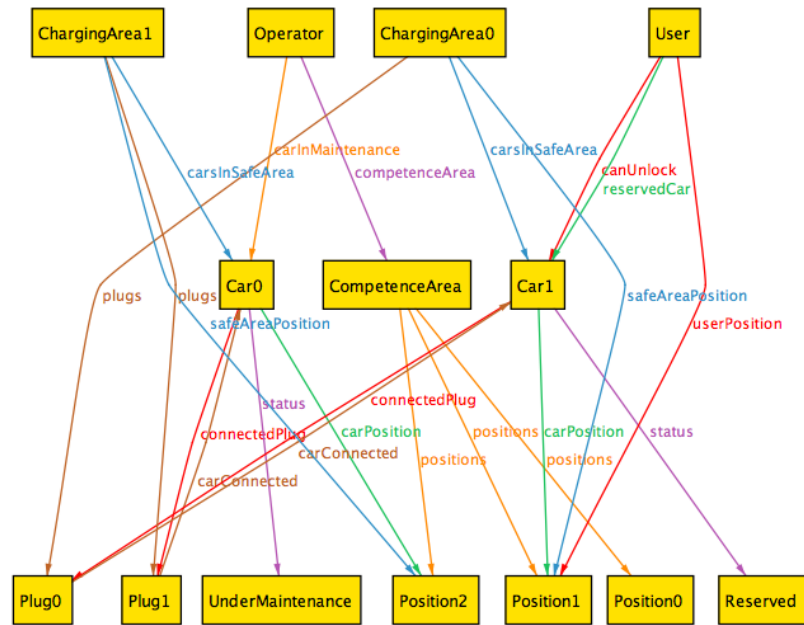 ChargingArea1 Operator ChargingArea0 User
carInMaintenance carsInSafeArea
carsInSafeArea competenceArea canUnlock
reservedCar
Car0 CompetenceArea Car1
plugs plugs safeAreaPosition
safeAreaPosition userPosition
status connectedPlug
connectedPlug carPosition positions carPosition status
carConnected positions positions
carConnected
Plug0 Plug1 UnderMaintenance Position2 Position1 Position0 Reserved